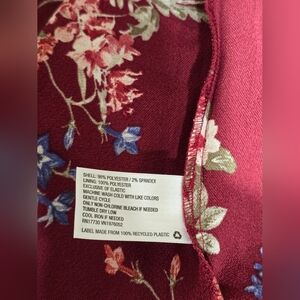 SHELL: 98% POLYESTER / 2% SPANDEX
LINING: 100% POLYESTER
EXCLUSIVE OF ELASTIC
MACHINE WASH COLD WITH LIKE COLORS
GENTLE CYCLE
ONLY NON-CHLORINE BLEACH IF NEEDED
TUMBLE DRY LOW
COOL IRON IF NEEDED
RN17730 VN1976052
LABEL MADE FROM 100% RECYCLED PLASTIC